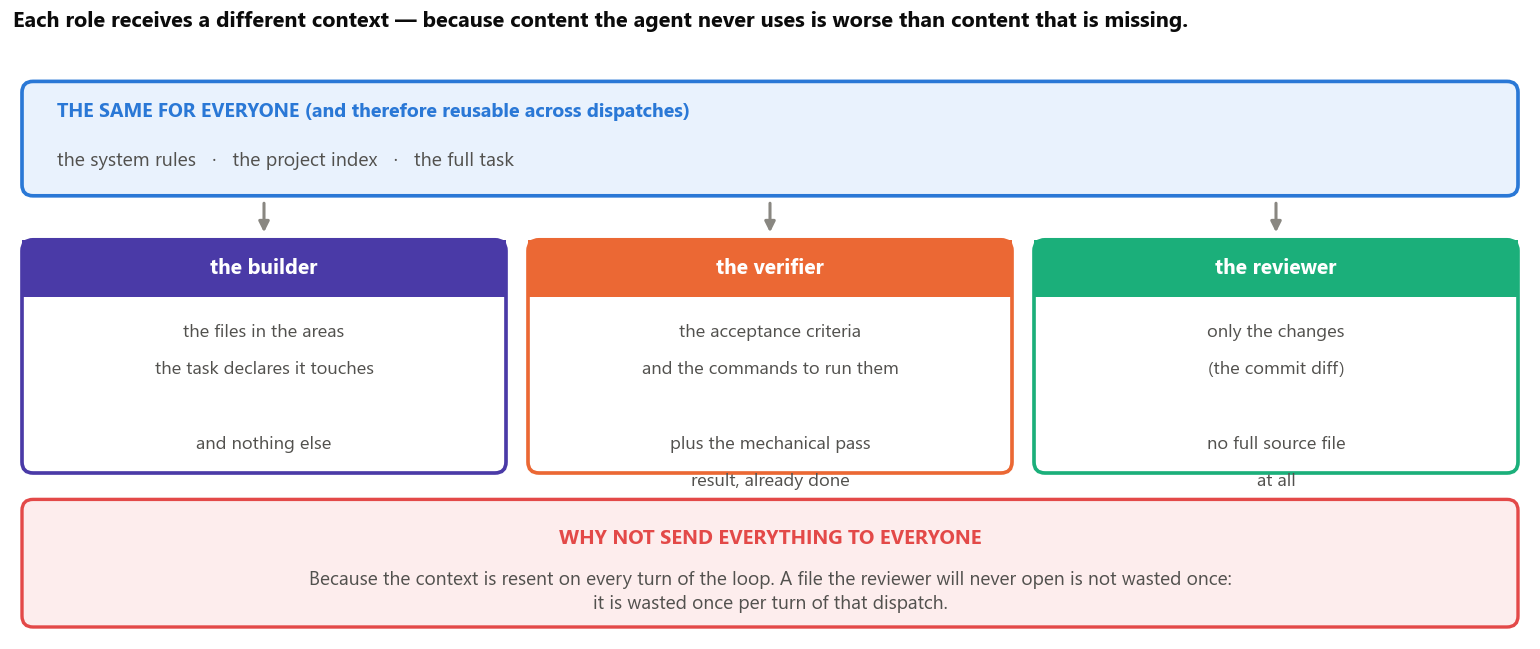 Each role receives a different context — because content the agent never uses is worse than content that is missing.
THE SAME FOR EVERYONE (and therefore reusable across dispatches)
the system rules · the project index · the full task
the builder
the files in the areas
the task declares it touches
and nothing else
the verifier
the acceptance criteria
and the commands to run them
plus the mechanical pass
result, already done
the reviewer
only the changes
(the commit diff)
no full source file
at all
WHY NOT SEND EVERYTHING TO EVERYONE
Because the context is resent on every turn of the loop. A file the reviewer will never open is not wasted once:
it is wasted once per turn of that dispatch.